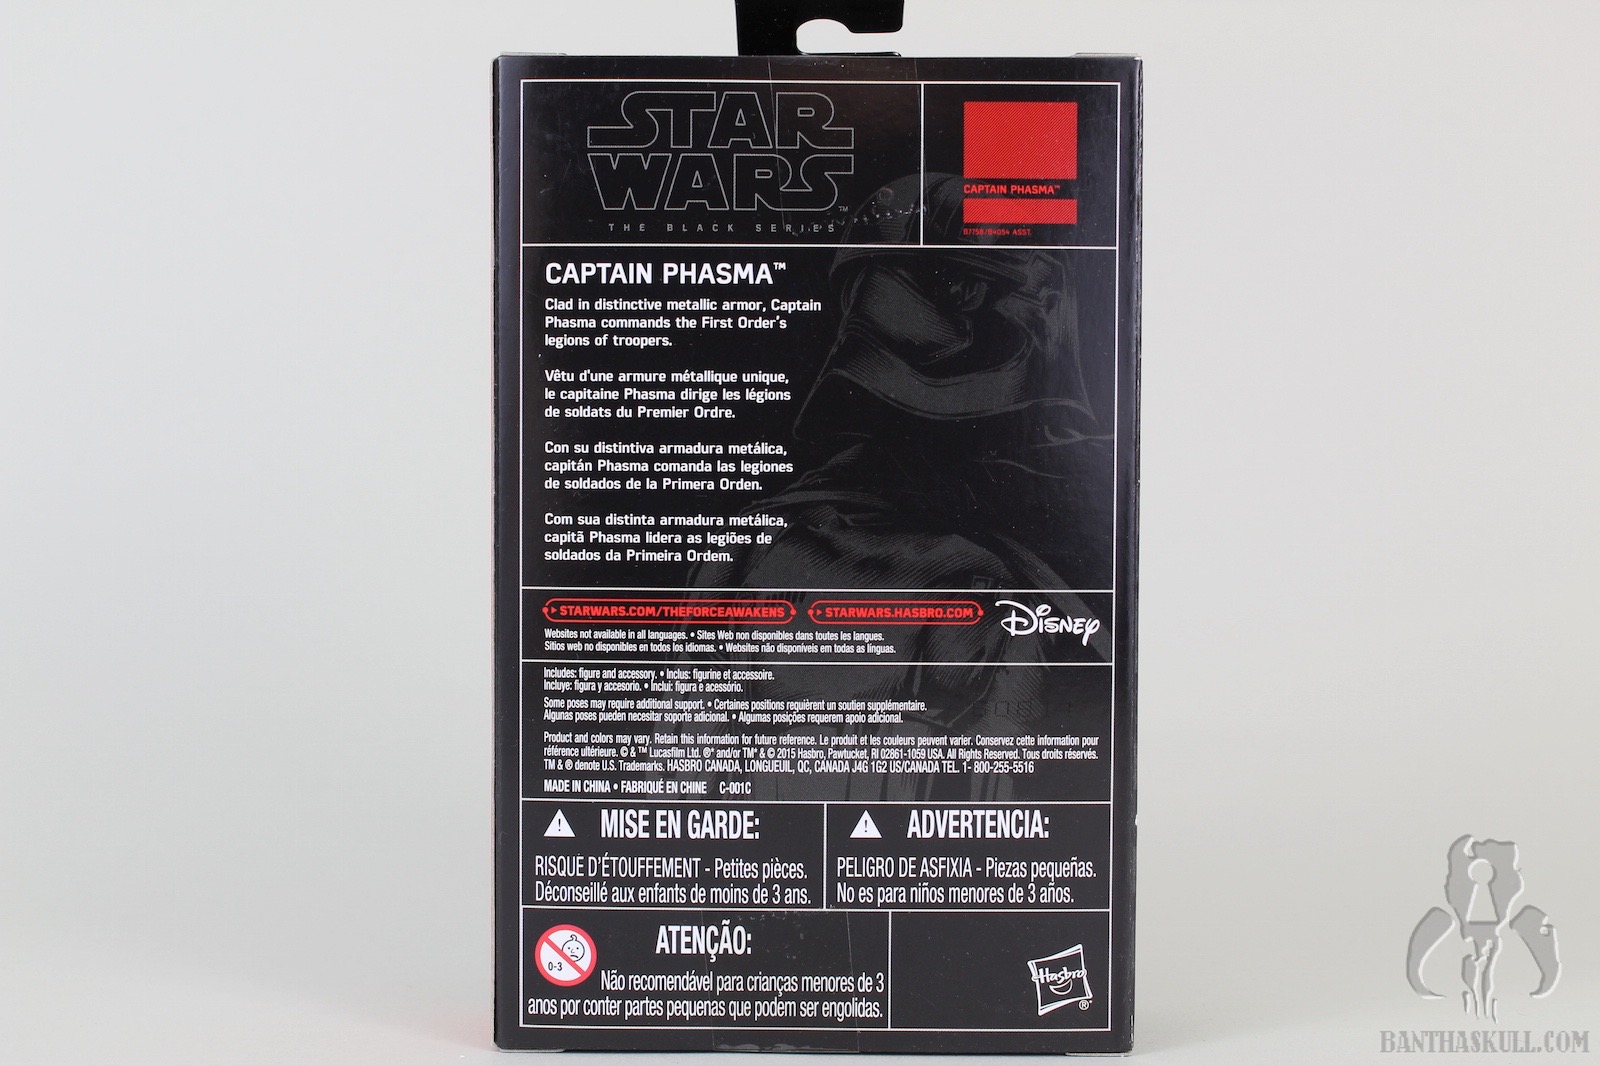 STAR
WARS™
THE BLACK SERIES
CAPTAIN PHASMA™
B7759/B4054 ASST.
CAPTAIN PHASMA™
Clad in distinctive metallic armor, Captain
Phasma commands the First Order's
legions of troopers.
Vêtu d'une armure métallique unique,
le capitaine Phasma dirige les légions
de soldats du Premier Ordre.
Con su distintiva armadura metálica,
capitán Phasma comanda las legiones
de soldados de la Primera Orden.
Com sua distinta armadura metálica,
capitã Phasma lidera as legiões de
soldados da Primeira Ordem.
STARWARS.COM/THEFORCEAWAKENS STARWARS.HASBRO.COM
Disney
Websites not available in all languages. • Sites Web non disponibles dans toutes les langues.
Sitios web no disponibles en todos los idiomas. • Websites não disponíveis em todas as línguas.
Includes: figure and accessory. • Inclus: figurine et accessoire.
Incluye: figura y accesorio. • Inclui: figura e acessório.
Some poses may require additional support. • Certaines positions requièrent un soutien supplémentaire.
Algunas poses pueden necesitar soporte adicional. • Algumas posições requerem apoio adicional.
Product and colors may vary. Retain this information for future reference. Le produit et les couleurs peuvent varier. Conservez cette information pour
référence ultérieure. © & ™ Lucasfilm Ltd. ®* and/or TM* & © 2015 Hasbro, Pawtucket, RI 02861-1059 USA. All Rights Reserved. Tous droits réservés.
TM & ® denote U.S. Trademarks. HASBRO CANADA, LONGUEUIL, QC, CANADA J4G 1G2 US/CANADA TEL. 1- 800-255-5516
MADE IN CHINA • FABRIQUÉ EN CHINE C-001C
MISE EN GARDE:
RISQUE D'ÉTOUFFEMENT - Petites pièces.
Déconseillé aux enfants de moins de 3 ans.
ADVERTENCIA:
PELIGRO DE ASFIXIA - Piezas pequeñas.
No es para niños menores de 3 años.
0-3
ATENÇÃO:
Não recomendável para crianças menores de 3
anos por conter partes pequenas que podem ser engolidas.
Hasbro
®*
BANTHASKULL.COM